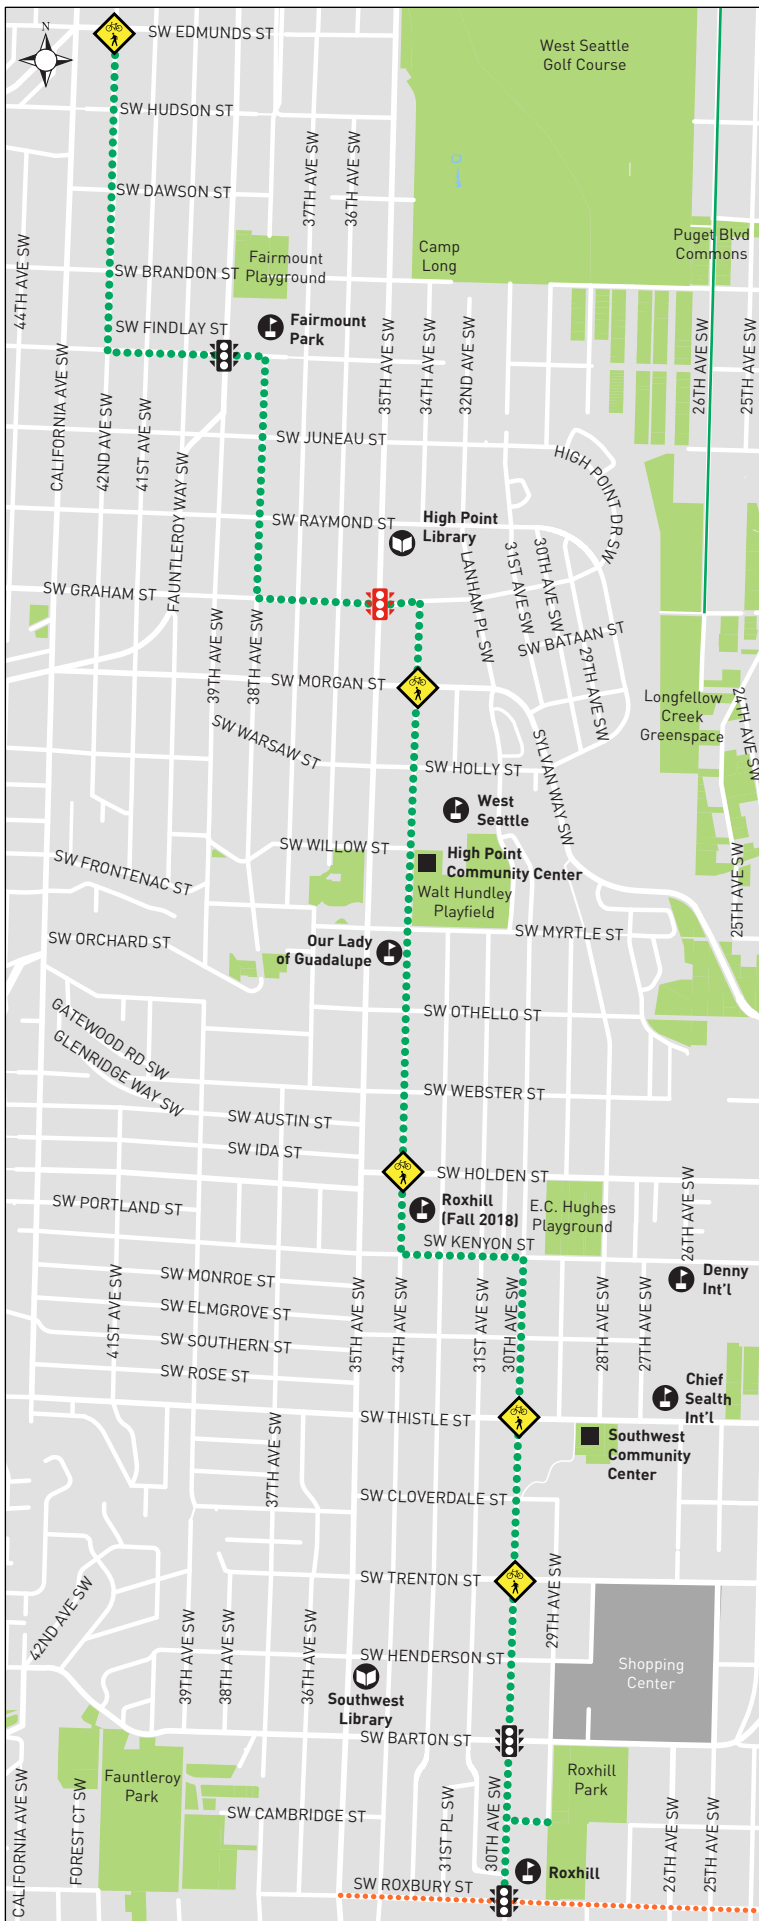 N
SW EDMUNDS ST
West Seattle
Golf Course
SW HUDSON ST
37TH AVE SW
36TH AVE SW
SW DAWSON ST
44TH AVE SW
Camp
Long
Puget Blvd
Commons
Fairmount
Playground
SW BRANDON ST
SW FINDLAY ST
Fairmount
Park
CALIFORNIA AVE SW
35TH AVE SW
34TH AVE SW
32ND AVE SW
26TH AVE SW
25TH AVE SW
42ND AVE SW
41ST AVE SW
FAUNTLEROY WAY SW
SW JUNEAU ST
HIGH POINT DR SW
SW RAYMOND ST
High Point
Library
LANHAM PL SW
31ST AVE SW
30TH AVE SW
SW GRAHAM ST
39TH AVE SW
38TH AVE SW
SW BATAAN ST
29TH AVE SW
SW MORGAN ST
Longfellow
Creek
Greenspace
24TH AVE SW
SW WARSAW ST
SW HOLLY ST
SYLVAN WAY SW
West
Seattle
SW WILLOW ST
High Point
Community Center
SW FRONTENAC ST
Walt Hundley
Playfield
25TH AVE SW
SW ORCHARD ST
Our Lady
of Guadalupe
SW MYRTLE ST
GATEWOOD RD SW
GLENRIDGE WAY SW
SW OTHELLO ST
SW WEBSTER ST
SW AUSTIN ST
SW IDA ST
SW HOLDEN ST
SW PORTLAND ST
Roxhill
(Fall 2018)
E.C. Hughes
Playground
26TH AVE SW
SW KENYON ST
Denny
Int'l
41ST AVE SW
SW MONROE ST
SW ELMGROVE ST
SW SOUTHERN ST
SW ROSE ST
35TH AVE SW
34TH AVE SW
31ST AVE SW
30TH AVE SW
28TH AVE SW
27TH AVE SW
Chief
Sealth
Int'l
SW THISTLE ST
37TH AVE SW
Southwest
Community
Center
SW CLOVERDALE ST
SW TRENTON ST
29TH AVE SW
42ND AVE SW
39TH AVE SW
38TH AVE SW
36TH AVE SW
SW HENDERSON ST
Shopping
Center
Southwest
Library
SW BARTON ST
CALIFORNIA AVE SW
FOREST CT SW
Fauntleroy
Park
Roxhill
Park
SW CAMBRIDGE ST
31ST PL SW
30TH AVE SW
26TH AVE SW
25TH AVE SW
Roxhill
SW ROXBURY ST